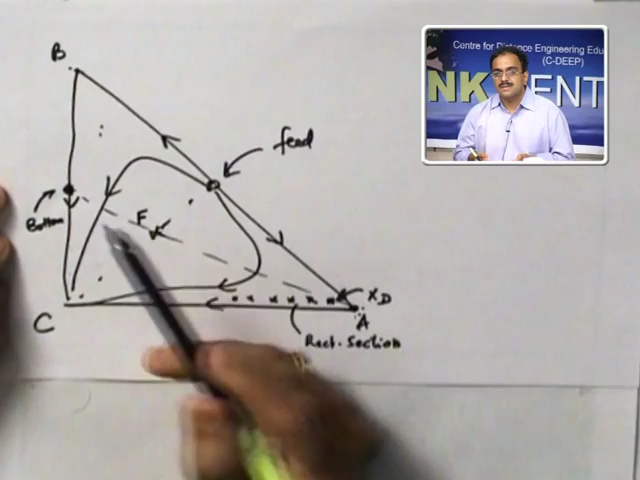 B
feed
Bottom
F
XD
C
A
Rect. Section
Centre for Distance Engineering Edu
(C-DEEP)
NK
ENT